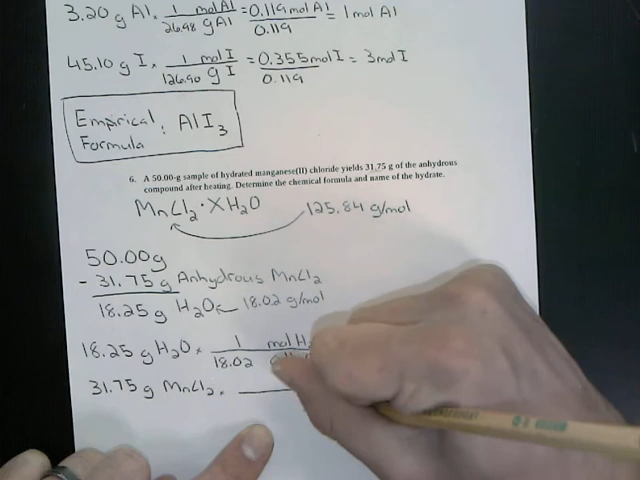 3.20 g Al × 1 mol Al / 26.98 g Al = 0.119 mol Al / 0.119 = 1 mol Al
45.10 g I × 1 mol I / 126.90 g I = 0.355 mol I / 0.119 = 3 mol I
Empirical Formula : AlI3
6. A 50.00-g sample of hydrated manganese(II) chloride yields 31.75 g of the anhydrous
compound after heating. Determine the chemical formula and name of the hydrate.
MnCl2 · XH2O 125.84 g/mol
50.00g
- 31.75 g Anhydrous MnCl2
18.25 g H2O ← 18.02 g/mol
18.25 g H2O × 1 mol H / 18.02
31.75 g MnCl2 ×